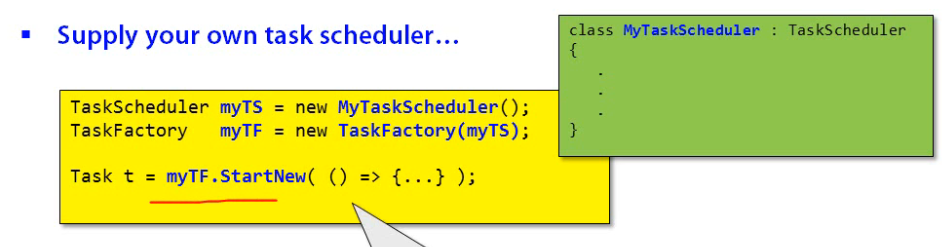 Supply your own task scheduler...
class MyTaskScheduler : TaskScheduler
{
.
.
.
}
TaskScheduler myTS = new MyTaskScheduler();
TaskFactory   myTF = new TaskFactory(myTS);
Task t = myTF.StartNew( () => {...} );